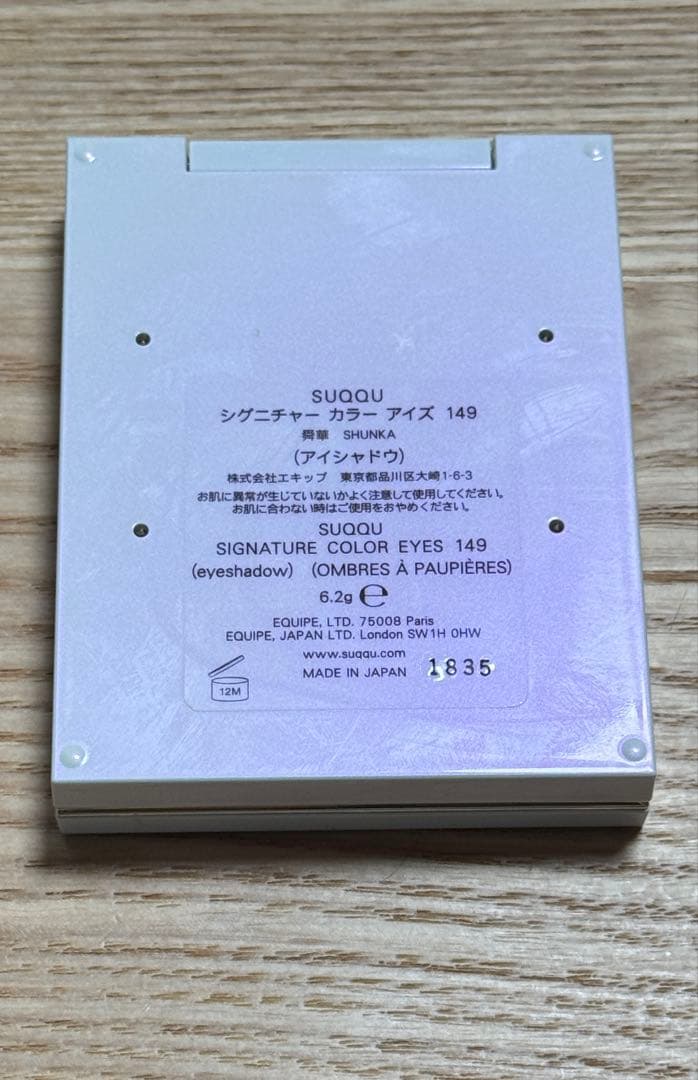 SUQQU
シグニチャー カラー アイズ 149
舜華 SHUNKA
(アイシャドウ)
株式会社エキップ 東京都品川区大崎1-6-3
お肌に異常が生じていないかよく注意して使用してください。
お肌に合わない時はご使用をおやめください。
SUQQU
SIGNATURE COLOR EYES 149
(eyeshadow) (OMBRES À PAUPIÈRES)
6.2g ℮
EQUIPE, LTD. 75008 Paris
EQUIPE, JAPAN LTD. London SW1H 0HW
www.suqqu.com
MADE IN JAPAN 1835
12M